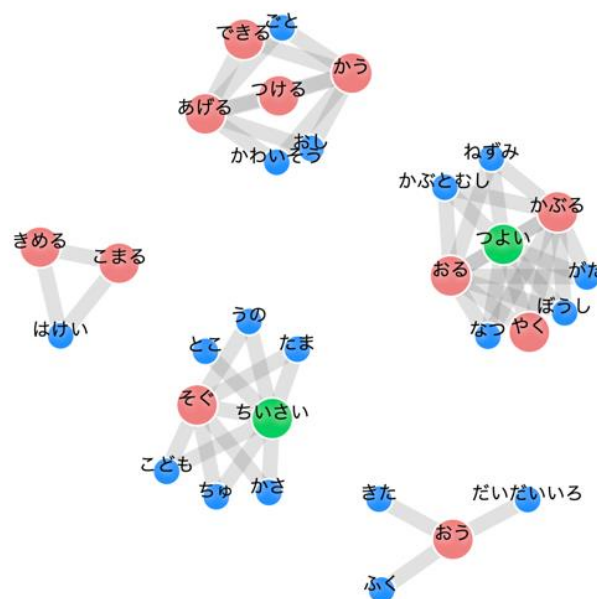 できる
ごと
かう
つける
あげる
おし
かわいそう
ねずみ
かぶとむし
かぶる
つよい
おる
がた
ぼうし
やく
なつ
きめる
こまる
はけい
うの
とこ
たま
そぐ
ちいさい
こども
ちゅ
かさ
きた
だいだいいろ
おう
ふく